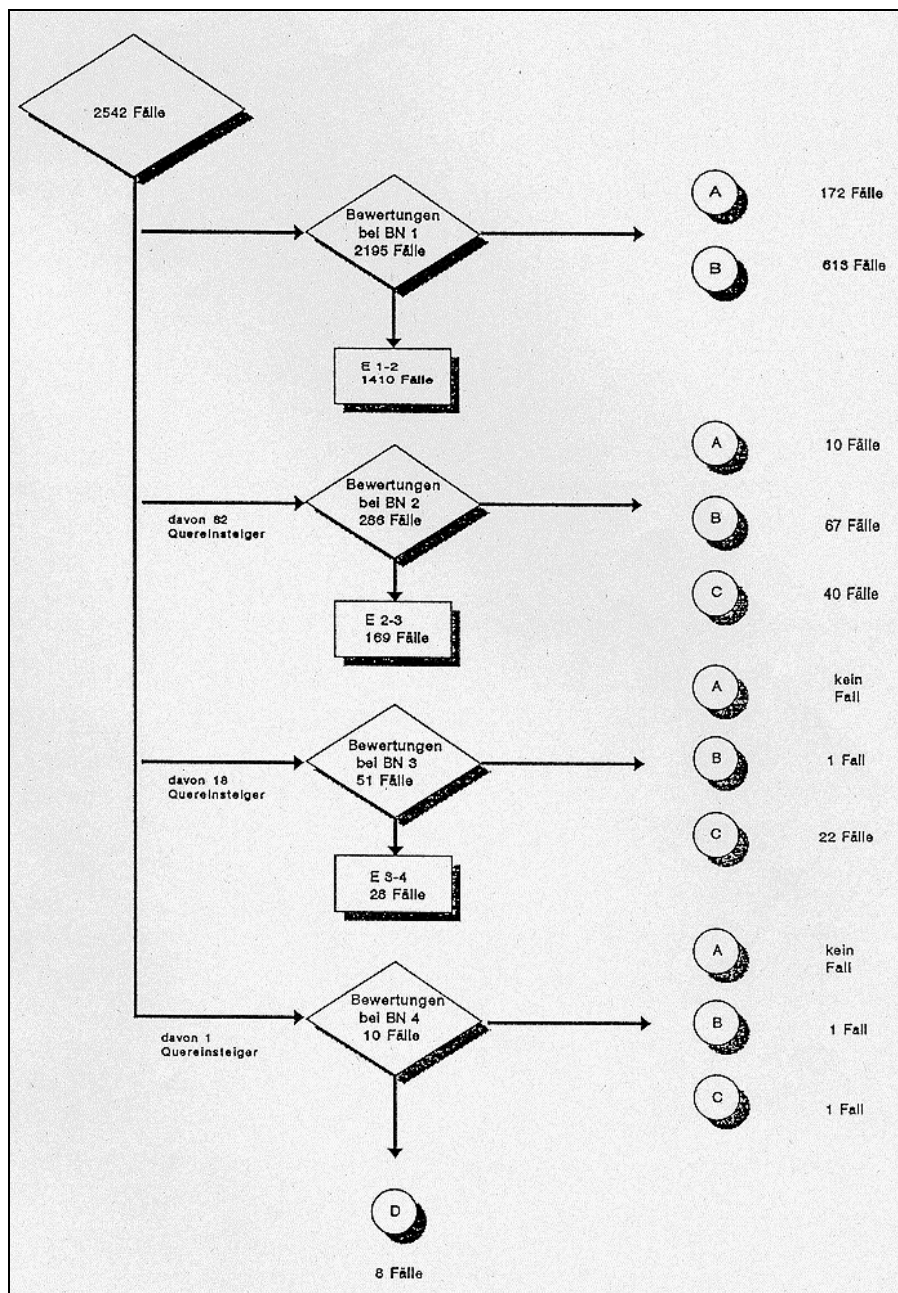 2542 Fälle
Bewertungen
bei BN 1
2195 Fälle
A
172 Fälle
B
613 Fälle
E 1-2
1410 Fälle
davon 82
Quereinsteiger
Bewertungen
bei BN 2
286 Fälle
A
10 Fälle
B
67 Fälle
C
40 Fälle
E 2-3
169 Fälle
davon 18
Quereinsteiger
Bewertungen
bei BN 3
51 Fälle
A
kein
Fall
B
1 Fall
C
22 Fälle
E 3-4
28 Fälle
davon 1
Quereinsteiger
Bewertungen
bei BN 4
10 Fälle
A
kein
Fall
B
1 Fall
C
1 Fall
D
8 Fälle